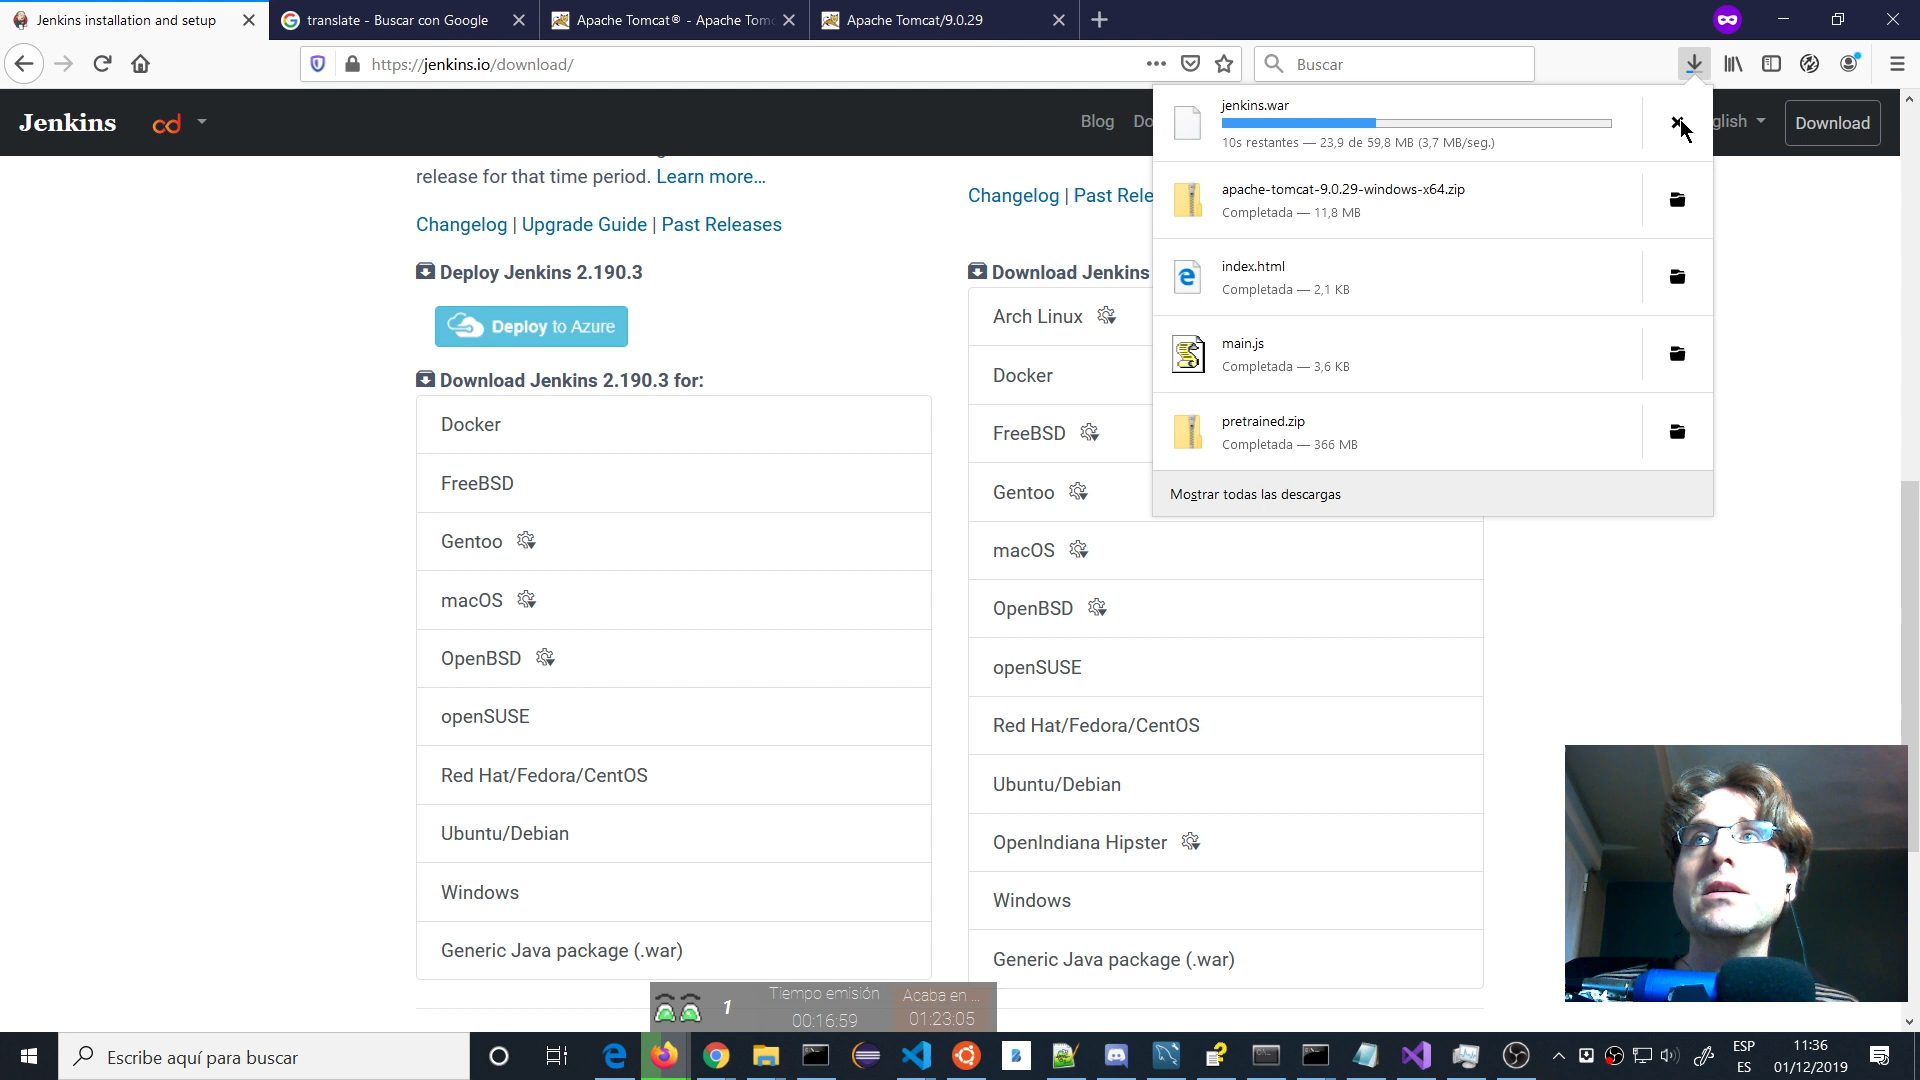 Jenkins installation and setup
translate - Buscar con Google
Apache Tomcat® - Apache Tom
Apache Tomcat/9.0.29
https://jenkins.io/download/
Buscar
Jenkins
Blog
Do
glish
Download
release for that time period. Learn more...
Changelog | Upgrade Guide | Past Releases
Deploy Jenkins 2.190.3
Deploy to Azure
Download Jenkins 2.190.3 for:
Docker
FreeBSD
Gentoo
macOS
OpenBSD
openSUSE
Red Hat/Fedora/CentOS
Ubuntu/Debian
Windows
Generic Java package (.war)
Changelog | Past Rele
Download Jenkins
Arch Linux
Docker
FreeBSD
Gentoo
macOS
OpenBSD
openSUSE
Red Hat/Fedora/CentOS
Ubuntu/Debian
OpenIndiana Hipster
Windows
Generic Java package (.war)
jenkins.war
10s restantes — 23,9 de 59,8 MB (3,7 MB/seg.)
apache-tomcat-9.0.29-windows-x64.zip
Completada — 11,8 MB
index.html
Completada — 2,1 KB
main.js
Completada — 3,6 KB
pretrained.zip
Completada — 366 MB
Mostrar todas las descargas
1
Tiempo emisión
00:16:59
Acaba en ...
01:23:05
Escribe aquí para buscar
ESP
ES
11:36
01/12/2019